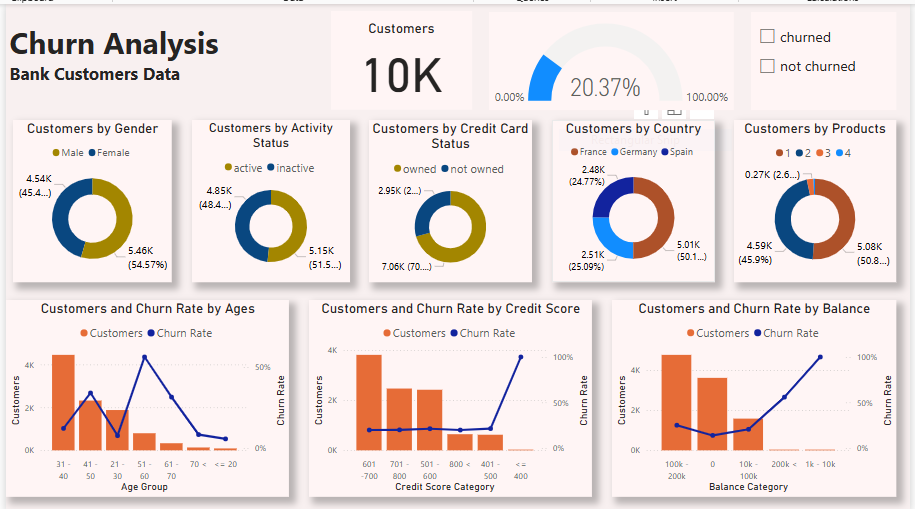 Churn Analysis
Bank Customers Data
Customers
10K
20.37%
0.00%
100.00%
churned
not churned
Customers by Gender
Male Female
4.54K
(45.4...)
5.46K
(54.57%)
Customers by Activity
Status
active inactive
4.85K
(48.4...)
5.15K
(51.5...)
Customers by Credit Card
Status
owned not owned
2.95K (2...)
7.06K (70....)
Customers by Country
France Germany Spain
2.48K
(24.77%)
2.51K
(25.09%)
5.01K
(50.1...)
Customers by Products
1 2 3 4
0.27K (2.6...)
4.59K
(45.9%)
5.08K
(50.8...)
Customers and Churn Rate by Ages
Customers Churn Rate
Customers
4K
2K
0K
50%
0%
Churn Rate
31 - 41 - 21 - 51 - 61 - 70 < <= 20
40 50 30 60 70
Age Group
Customers and Churn Rate by Credit Score
Customers Churn Rate
Customers
4K
2K
0K
100%
50%
0%
Churn Rate
601 701 - 501 - 800 < 401 - <=
-700 800 600 500 400
Credit Score Category
Customers and Churn Rate by Balance
Customers Churn Rate
Customers
4K
2K
0K
100%
50%
0%
Churn Rate
100k - 0 10k - 200k < 1k - 10k
200k 100k
Balance Category